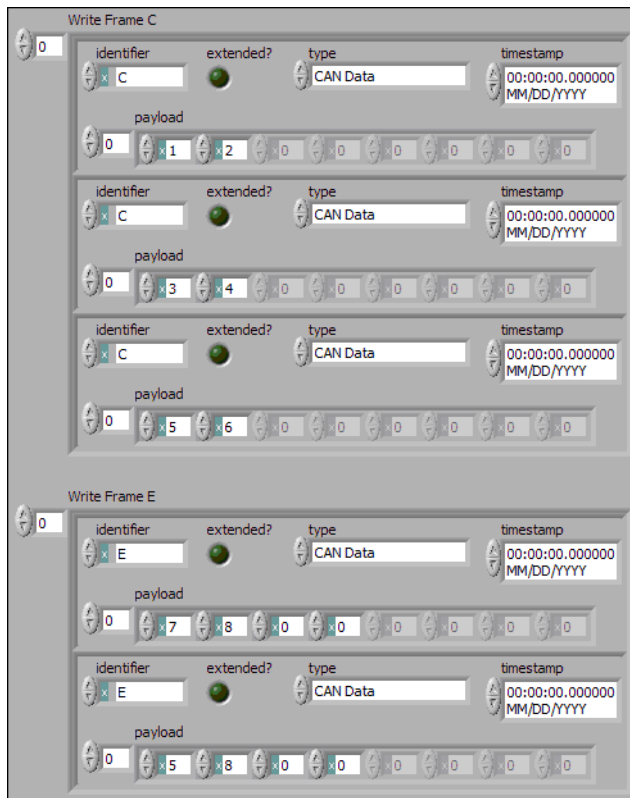 Write Frame C
0
identifier extended? type timestamp
x C CAN Data 00:00:00.000000
MM/DD/YYYY
payload
0 x 1 x 2 x 0 x 0 x 0 x 0 x 0 x 0
identifier extended? type timestamp
x C CAN Data 00:00:00.000000
MM/DD/YYYY
payload
0 x 3 x 4 x 0 x 0 x 0 x 0 x 0 x 0
identifier extended? type timestamp
x C CAN Data 00:00:00.000000
MM/DD/YYYY
payload
0 x 5 x 6 x 0 x 0 x 0 x 0 x 0 x 0
Write Frame E
0
identifier extended? type timestamp
x E CAN Data 00:00:00.000000
MM/DD/YYYY
payload
0 x 7 x 8 x 0 x 0 x 0 x 0 x 0 x 0
identifier extended? type timestamp
x E CAN Data 00:00:00.000000
MM/DD/YYYY
payload
0 x 5 x 8 x 0 x 0 x 0 x 0 x 0 x 0